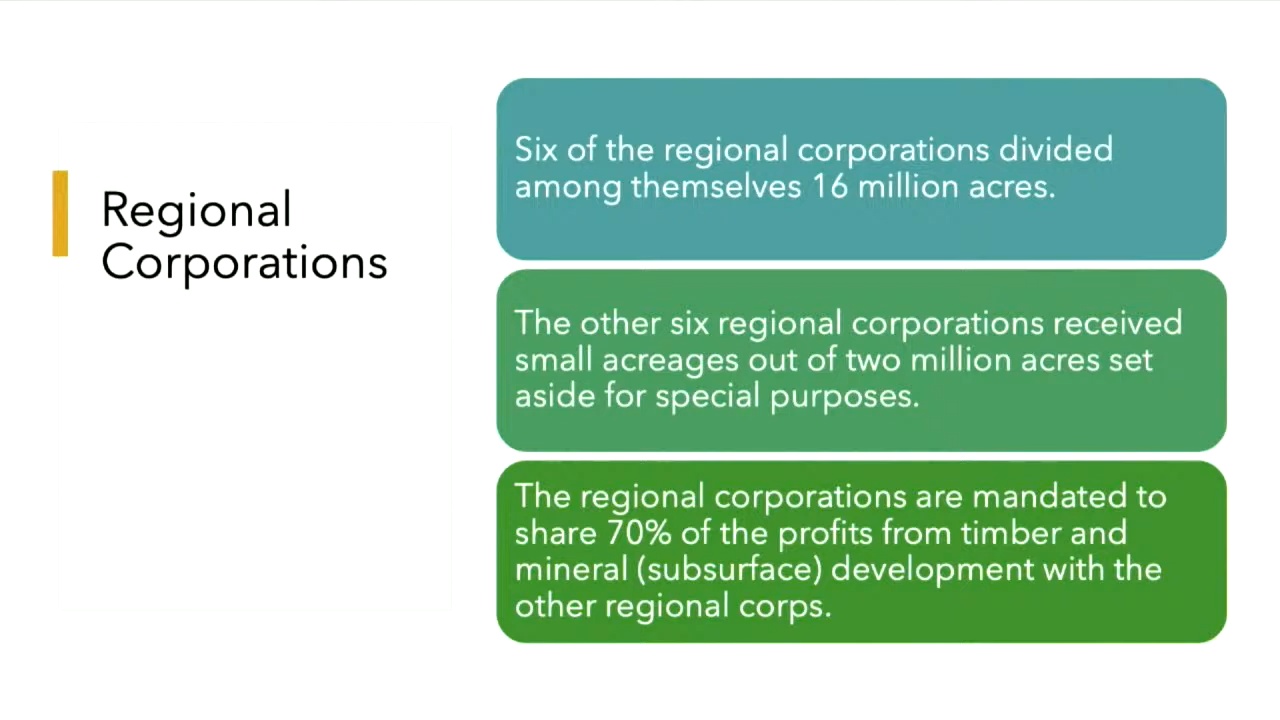 Regional
Corporations
Six of the regional corporations divided
among themselves 16 million acres.
The other six regional corporations received
small acreages out of two million acres set
aside for special purposes.
The regional corporations are mandated to
share 70% of the profits from timber and
mineral (subsurface) development with the
other regional corps.